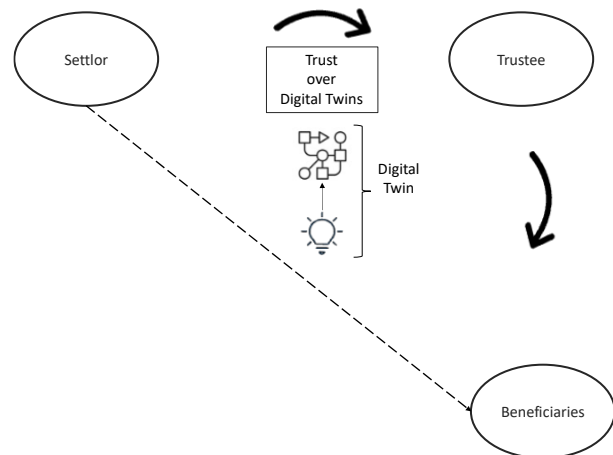 Settlor
Trust
over
Digital Twins
Trustee
Digital
Twin
Beneficiaries